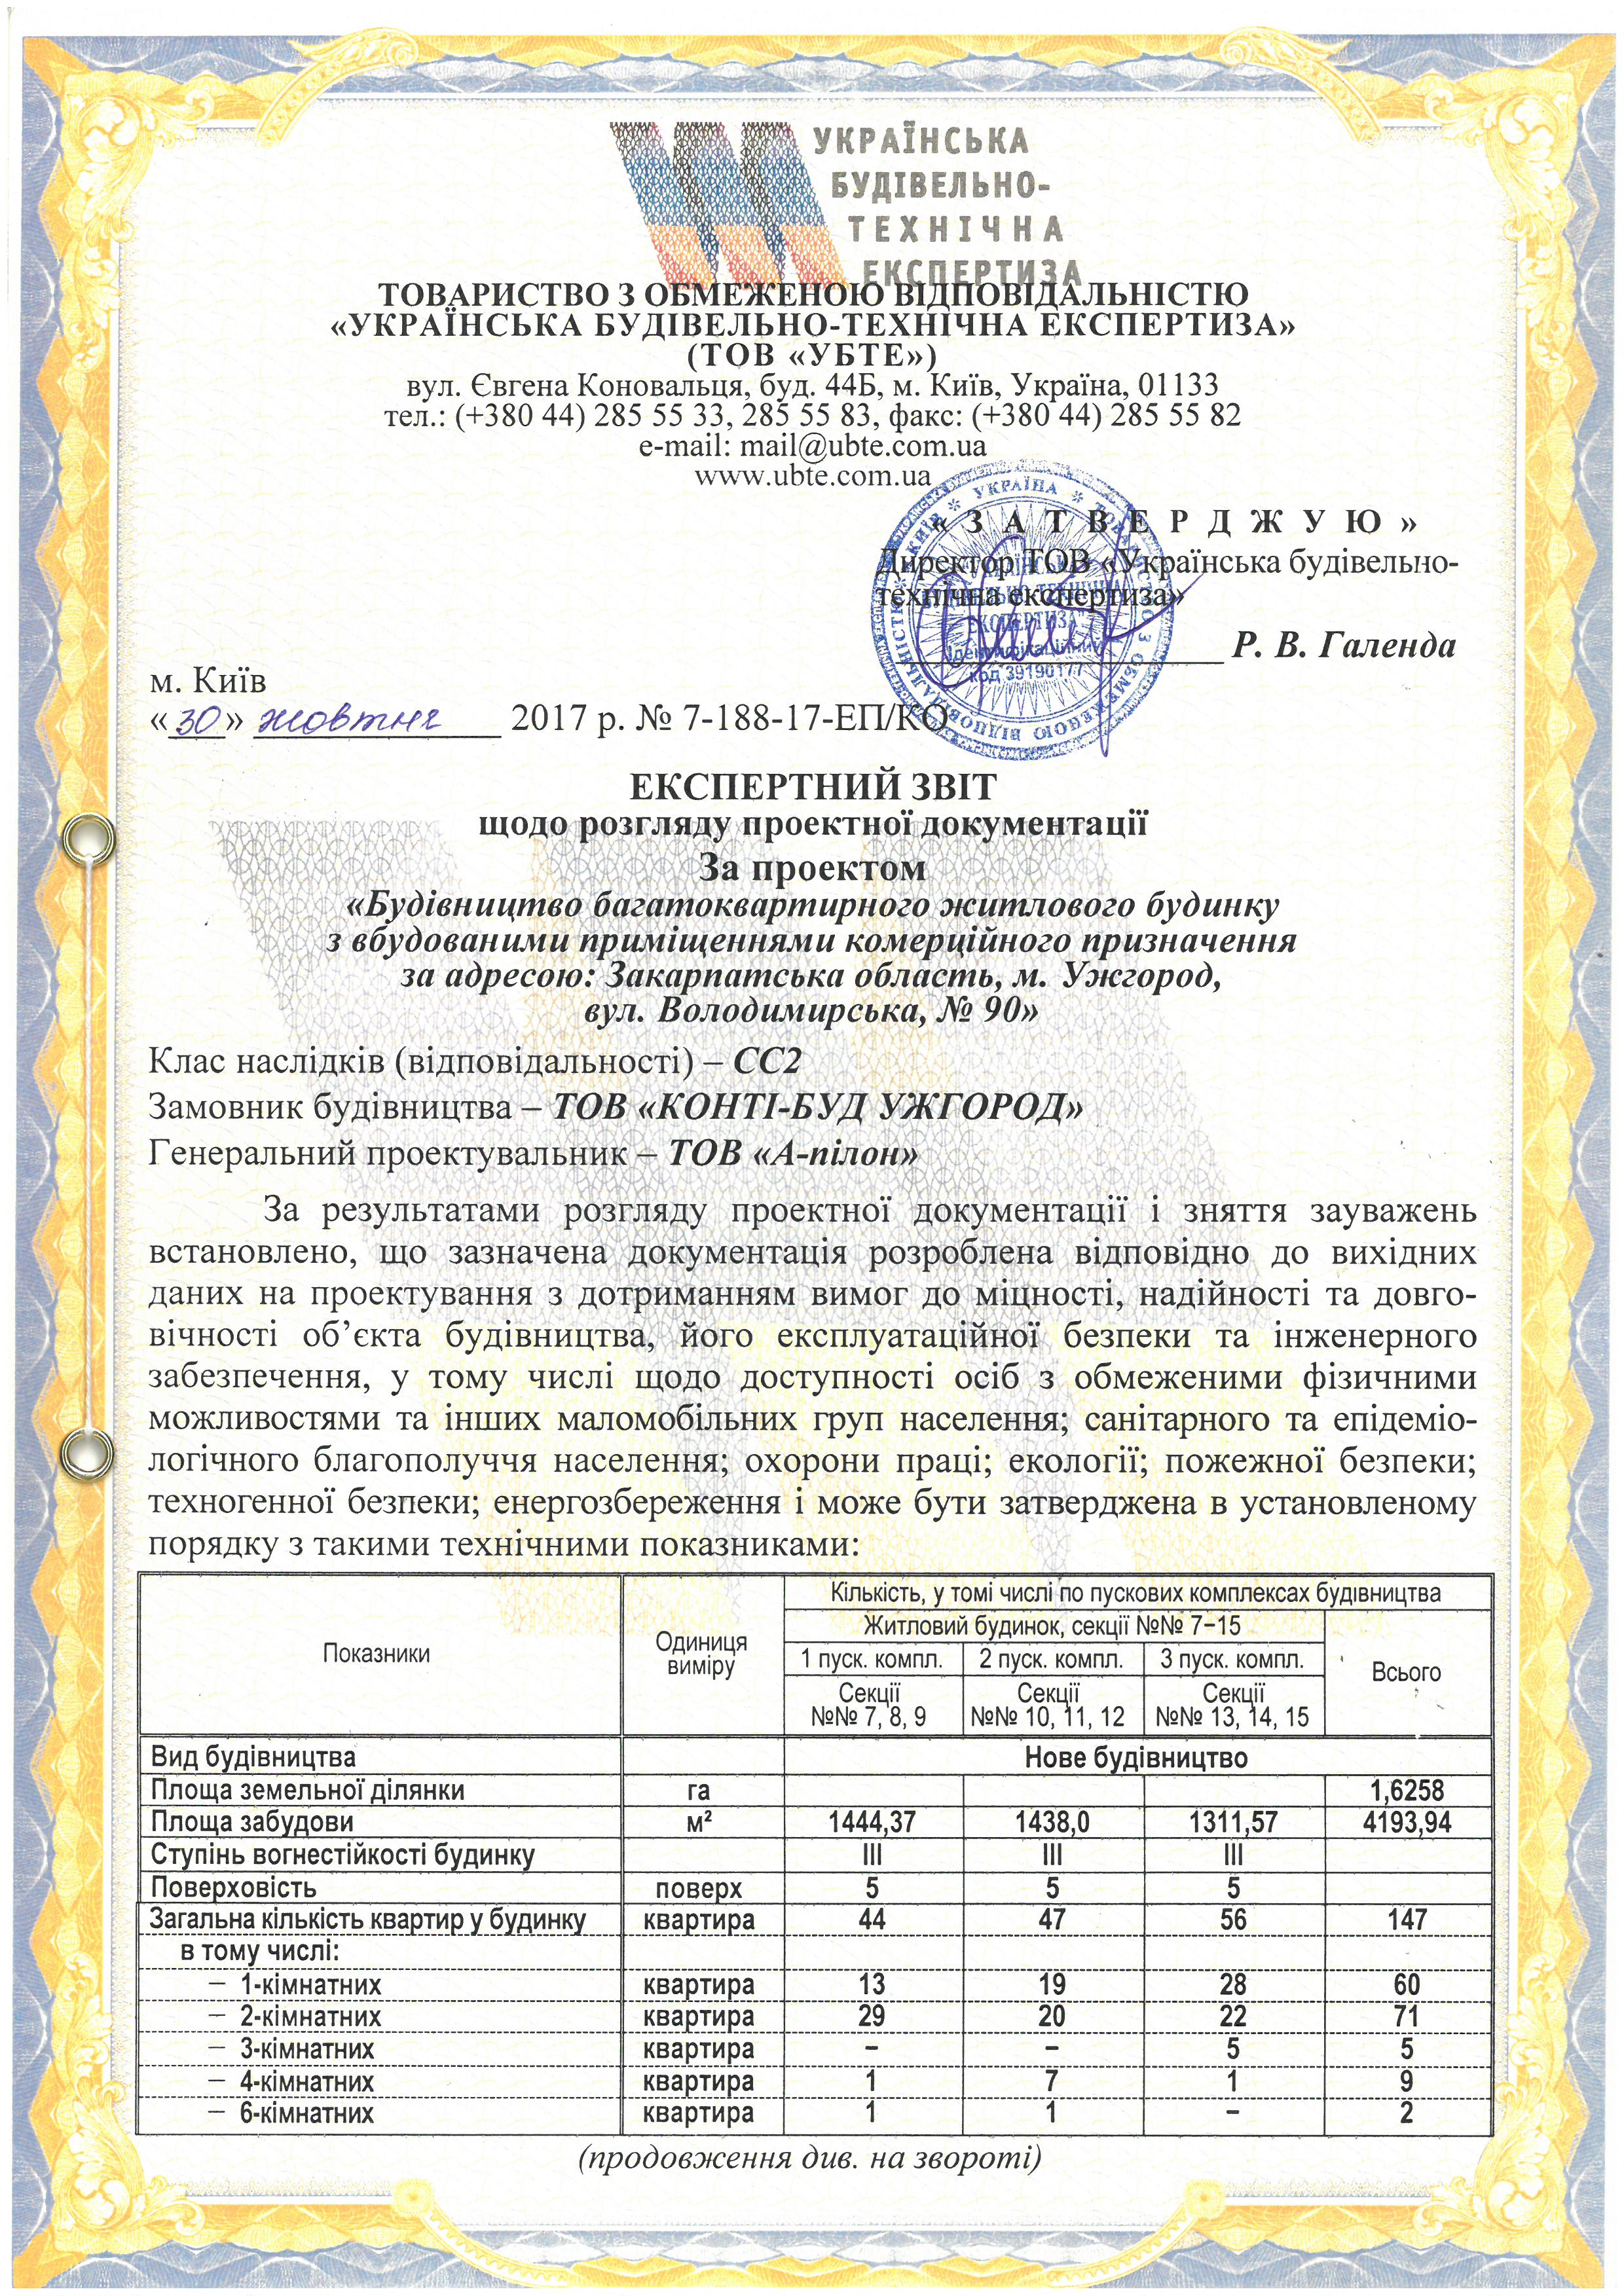 УКРАЇНСЬКА
БУДІВЕЛЬНО-
ТЕХНІЧНА
ЕКСПЕРТИЗА
ТОВАРИСТВО З ОБМЕЖЕНОЮ ВІДПОВІДАЛЬНІСТЮ
«УКРАЇНСЬКА БУДІВЕЛЬНО-ТЕХНІЧНА ЕКСПЕРТИЗА»
(ТОВ «УБТЕ»)
вул. Євгена Коновальця, буд. 44Б, м. Київ, Україна, 01133
тел.: (+380 44) 285 55 33, 285 55 83, факс: (+380 44) 285 55 82
e-mail: mail@ubte.com.ua
www.ubte.com.ua
« З А Т В Е Р Д Ж У Ю »
Директор ТОВ «Українська будівельно-
технічна експертиза»
Р. В. Галенда
УКРАЇНА * ТОВАРИСТВО З ОБМЕЖЕНОЮ ВІДПОВІДАЛЬНІСТЮ * КИЇВ *
УКРАЇНСЬКА
БУДІВЕЛЬНО-ТЕХНІЧНА
ЕКСПЕРТИЗА
Ідентифікаційний
код 39190177
м. Київ
«30» жовтня 2017 р. № 7-188-17-ЕП/КО
ЕКСПЕРТНИЙ ЗВІТ
щодо розгляду проектної документації
За проектом
«Будівництво багатоквартирного житлового будинку
з вбудованими приміщеннями комерційного призначення
за адресою: Закарпатська область, м. Ужгород,
вул. Володимирська, № 90»
Клас наслідків (відповідальності) – СС2
Замовник будівництва – ТОВ «КОНТІ-БУД УЖГОРОД»
Генеральний проектувальник – ТОВ «А-пілон»
За результатами розгляду проектної документації і зняття зауважень
встановлено, що зазначена документація розроблена відповідно до вихідних
даних на проектування з дотриманням вимог до міцності, надійності та довго-
вічності об’єкта будівництва, його експлуатаційної безпеки та інженерного
забезпечення, у тому числі щодо доступності осіб з обмеженими фізичними
можливостями та інших маломобільних груп населення; санітарного та епідеміо-
логічного благополуччя населення; охорони праці; екології; пожежної безпеки;
техногенної безпеки; енергозбереження і може бути затверджена в установленому
порядку з такими технічними показниками:
Показники Одиниця виміру Кількість, у томі числі по пускових комплексах будівництва
Житловий будинок, секції №№ 7–15 Всього
1 пуск. компл. 2 пуск. компл. 3 пуск. компл.
Секції №№ 7, 8, 9 Секції №№ 10, 11, 12 Секції №№ 13, 14, 15
Вид будівництва Нове будівництво
Площа земельної ділянки га 1,6258
Площа забудови м² 1444,37 1438,0 1311,57 4193,94
Ступінь вогнестійкості будинку III III III
Поверховість поверх 5 5 5
Загальна кількість квартир у будинку квартира 44 47 56 147
в тому числі:
– 1-кімнатних квартира 13 19 28 60
– 2-кімнатних квартира 29 20 22 71
– 3-кімнатних квартира – – 5 5
– 4-кімнатних квартира 1 7 1 9
– 6-кімнатних квартира 1 1 – 2
(продовження див. на звороті)